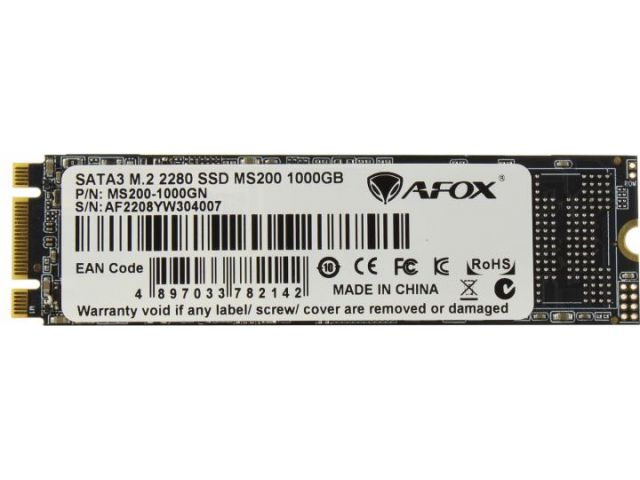 SATA3 M.2 2280 SSD MS200 1000GB
P/N: MS200-1000GN
S/N: AF2208YW304007
AFOX
EAN Code
4 897033 782142
10
CE FC
RoHS
MADE IN CHINA
Warranty void if any label/ screw/ cover are removed or damaged